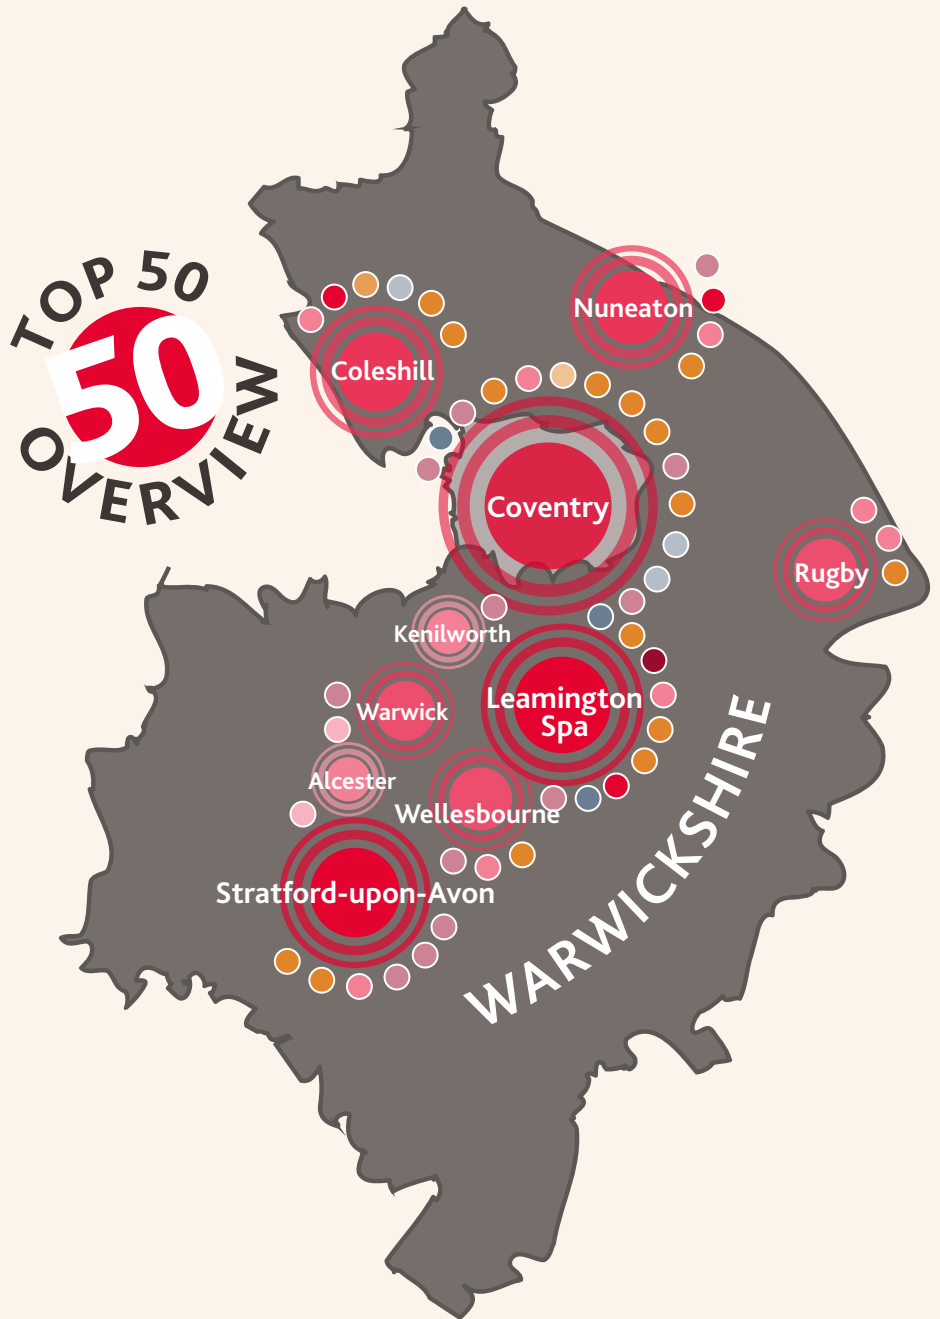 TOP 50
50
OVERVIEW
Nuneaton
Coleshill
Coventry
Rugby
Kenilworth
Leamington
Spa
Warwick
Alcester
Wellesbourne
Stratford-upon-Avon
WARWICKSHIRE